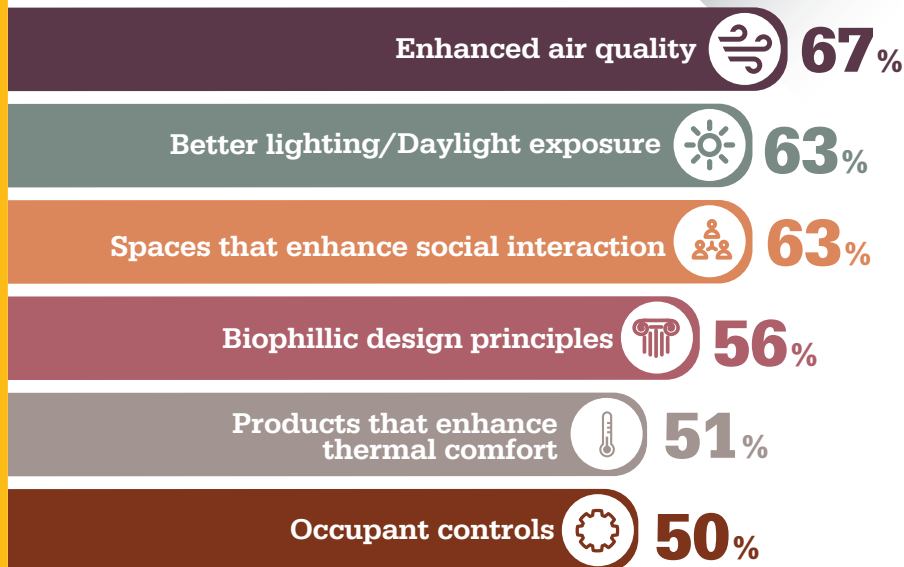 Enhanced air quality 67%
Better lighting/Daylight exposure 63%
Spaces that enhance social interaction 63%
Biophillic design principles 56%
Products that enhance
thermal comfort 51%
Occupant controls 50%